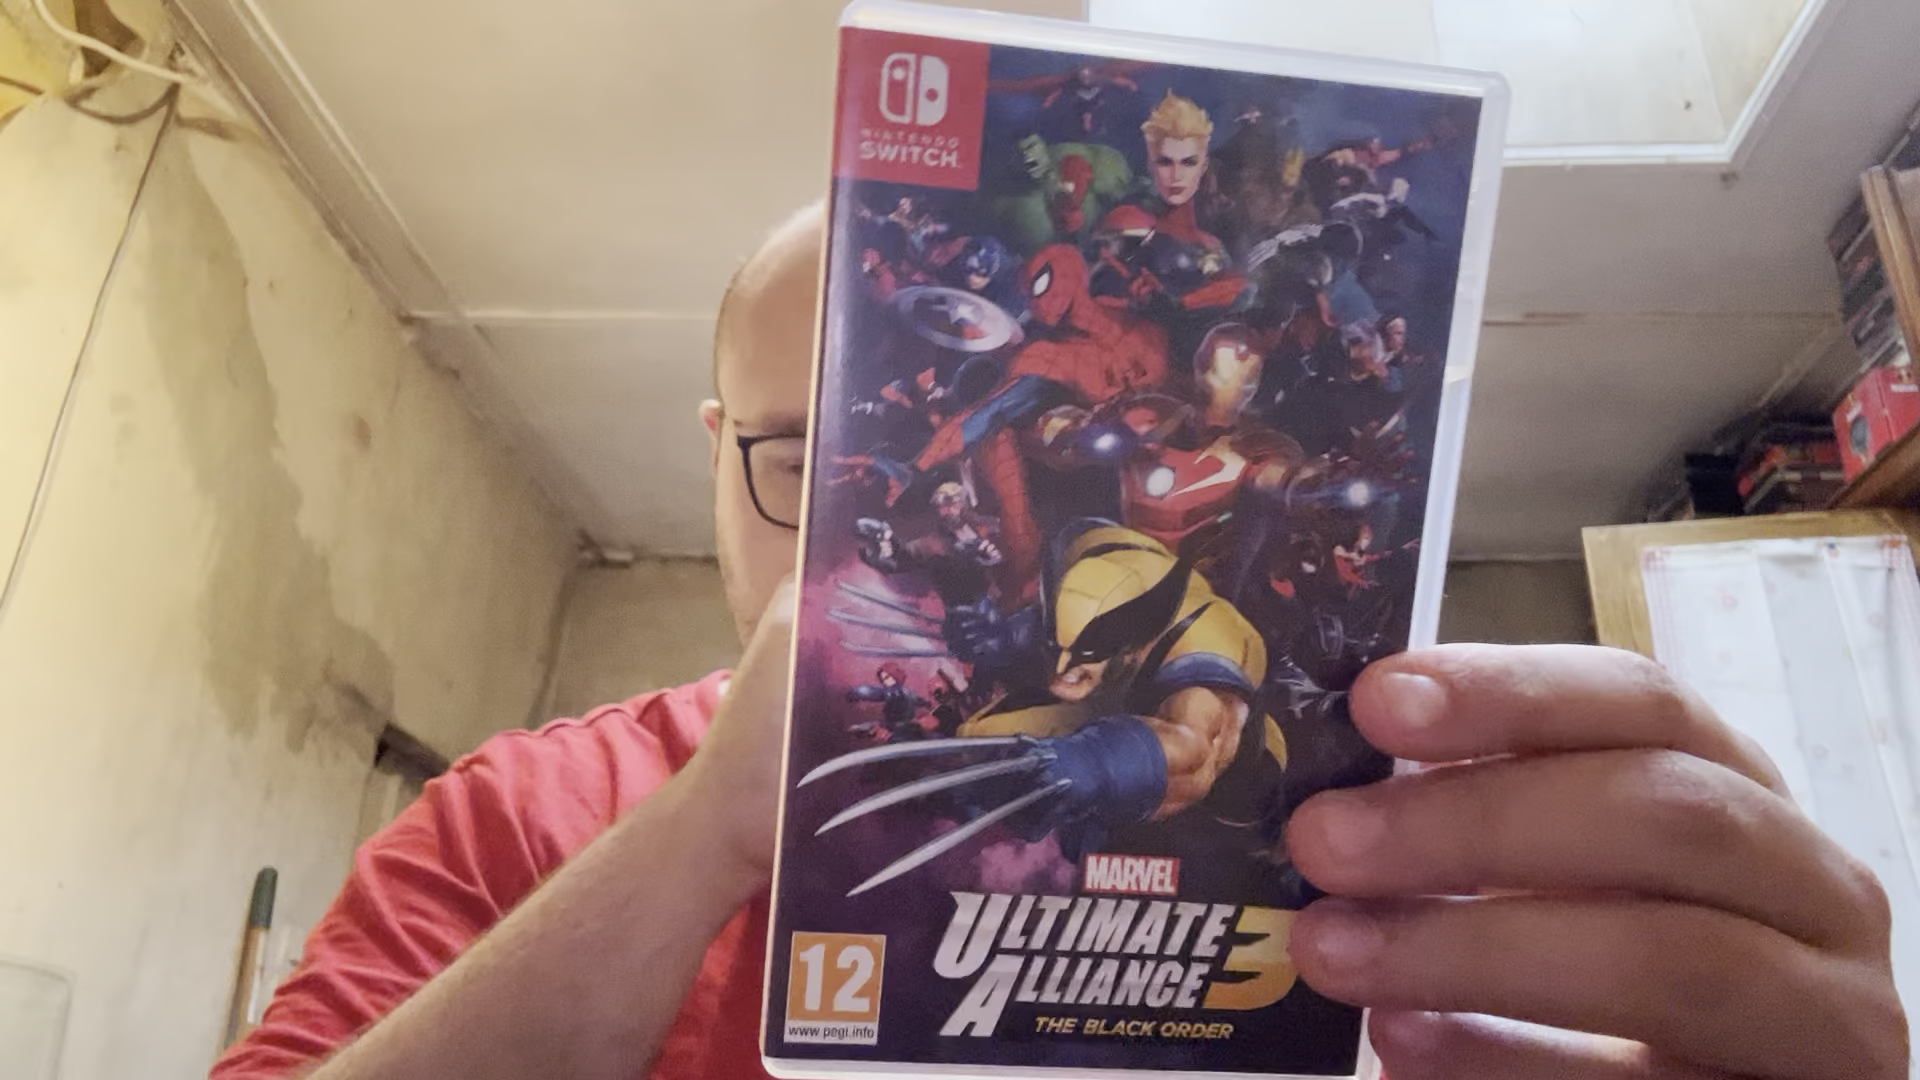 NINTENDO
SWITCH
MARVEL
ULTIMATE 3
ALLIANCE
THE BLACK ORDER
12
www.pegi.info